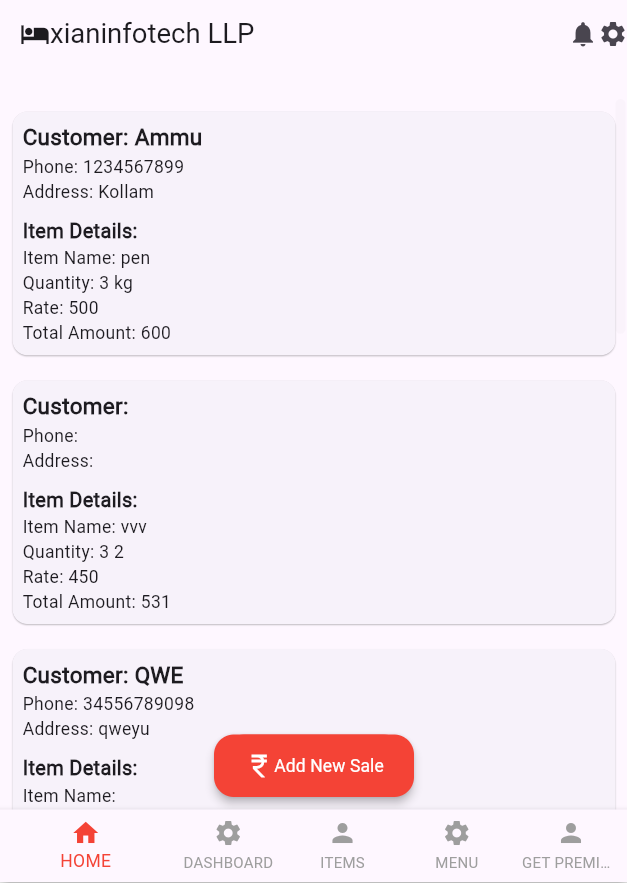 xianinfotech LLP
Customer: Ammu
Phone: 1234567899
Address: Kollam
Item Details:
Item Name: pen
Quantity: 3 kg
Rate: 500
Total Amount: 600
Customer:
Phone:
Address:
Item Details:
Item Name: vvv
Quantity: 3 2
Rate: 450
Total Amount: 531
Customer: QWE
Phone: 34556789098
Address: qweyu
Item Details:
Item Name:
₹ Add New Sale
HOME
DASHBOARD
ITEMS
MENU
GET PREMI...